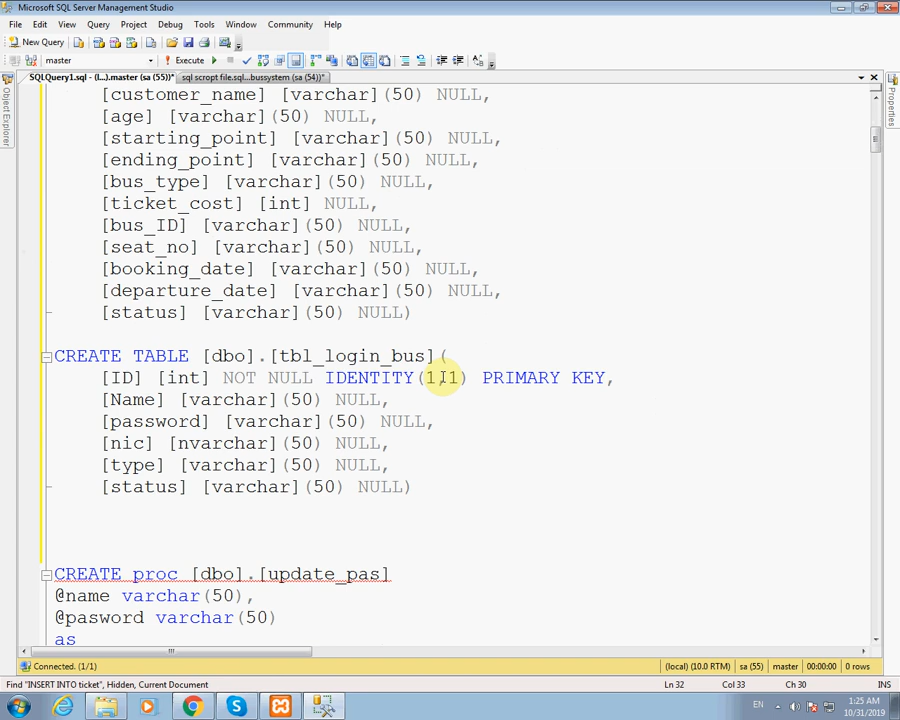 Microsoft SQL Server Management Studio
File Edit View Query Project Debug Tools Window Community Help
New Query
master Execute
SQLQuery1.sql - (l...).master (sa (55))* sql scropt file.sql...bussystem (sa (54))*
Object Explorer
Properties
[customer_name] [varchar](50) NULL,
[age] [varchar](50) NULL,
[starting_point] [varchar](50) NULL,
[ending_point] [varchar](50) NULL,
[bus_type] [varchar](50) NULL,
[ticket_cost] [int] NULL,
[bus_ID] [varchar](50) NULL,
[seat_no] [varchar](50) NULL,
[booking_date] [varchar](50) NULL,
[departure_date] [varchar](50) NULL,
[status] [varchar](50) NULL)
CREATE TABLE [dbo].[tbl_login_bus](
[ID] [int] NOT NULL IDENTITY(1,1) PRIMARY KEY,
[Name] [varchar](50) NULL,
[password] [varchar](50) NULL,
[nic] [nvarchar](50) NULL,
[type] [varchar](50) NULL,
[status] [varchar](50) NULL)
CREATE proc [dbo].[update_pas]
@name varchar(50),
@pasword varchar(50)
as
Connected. (1/1) (local) (10.0 RTM) sa (55) master 00:00:00 0 rows
Find "INSERT INTO ticket", Hidden, Current Document Ln 32 Col 33 Ch 30 INS
EN 1:25 AM
10/31/2019